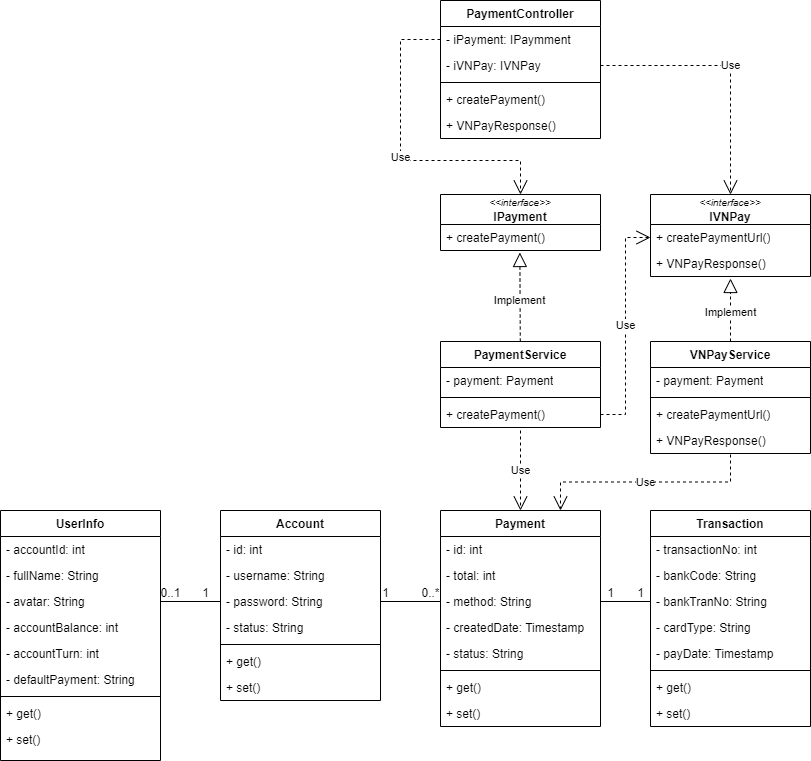 PaymentController
- iPayment: IPaymment
- iVNPay: IVNPAY
+ createPayment()
+ VNPayResponse()
Use
Use
<<interface>>
IPayment
+ createPayment()
<<interface>>
IVNPay
+ createPaymentUrl()
+ VNPayResponse()
Implement
Implement
Use
PaymentService
- payment: Payment
+ createPayment()
VNPayService
- payment: Payment
+ createPaymentUrl()
+ VNPayResponse()
Use
Use
UserInfo
- accountId: int
- fullName: String
- avatar: String
- accountBalance: int
- accountTurn: int
- defaultPayment: String
+ get()
+ set()
0..1
1
Account
- id: int
- username: String
- password: String
- status: String
+ get()
+ set()
1
0..*
Payment
- id: int
- total: int
- method: String
- createdDate: Timestamp
- status: String
+ get()
+ set()
1
1
Transaction
- transactionNo: int
- bankCode: String
- bankTranNo: String
- cardType: String
- payDate: Timestamp
+ get()
+ set()